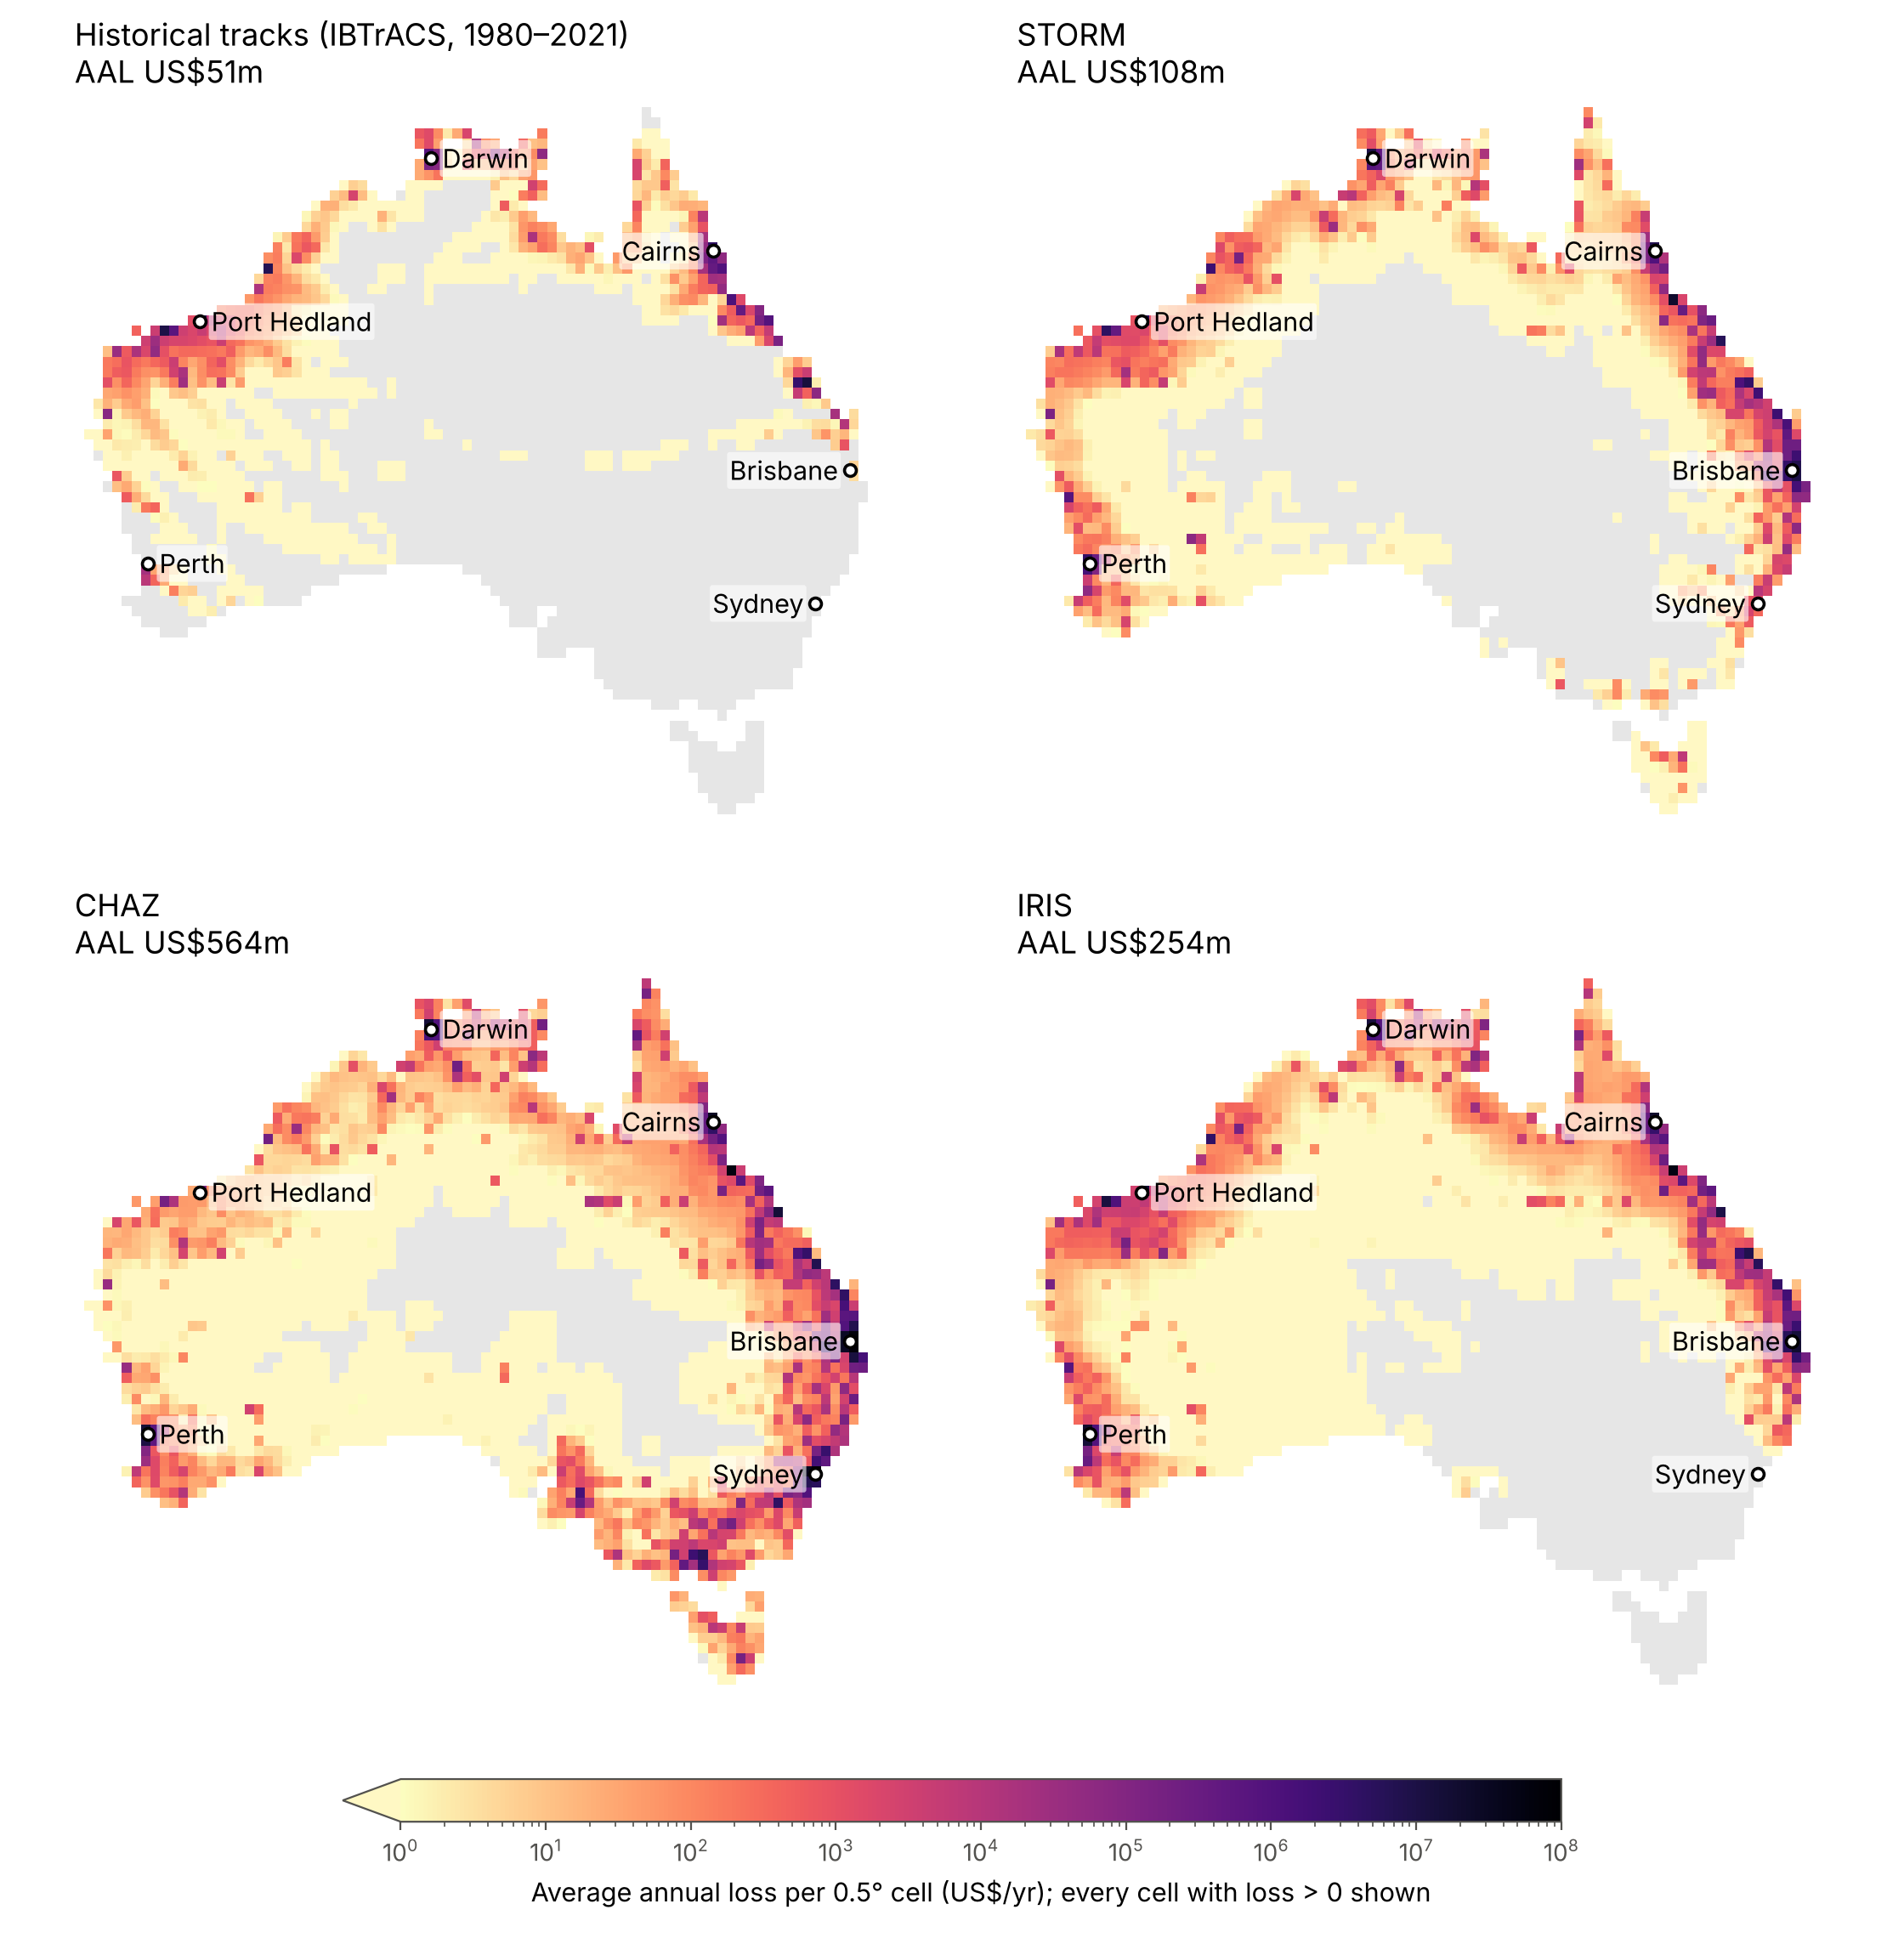 Historical tracks (IBTrACS, 1980–2021)
AAL US$51m
Darwin
Cairns
Port Hedland
Brisbane
Perth
Sydney
STORM
AAL US$108m
Darwin
Cairns
Port Hedland
Brisbane
Perth
Sydney
CHAZ
AAL US$564m
Darwin
Cairns
Port Hedland
Brisbane
Perth
Sydney
IRIS
AAL US$254m
Darwin
Cairns
Port Hedland
Brisbane
Perth
Sydney
10⁰ 10¹ 10² 10³ 10⁴ 10⁵ 10⁶ 10⁷ 10⁸
Average annual loss per 0.5° cell (US$/yr); every cell with loss > 0 shown